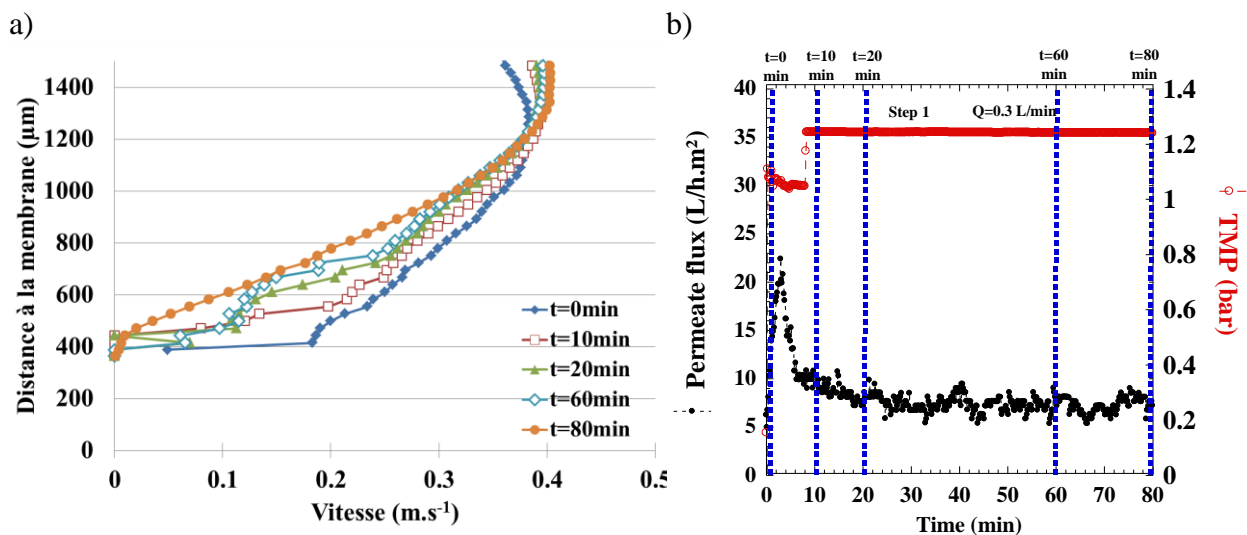 a)
Distance à la membrane (µm)
1400
1200
1000
800
600
400
200
0
0
0.1
0.2
0.3
0.4
0.5
Vitesse (m.s⁻¹)
t=0min
t=10min
t=20min
t=60min
t=80min
b)
t=0
min
t=10
min
t=20
min
t=60
min
t=80
min
Step 1
Q=0.3 L/min
Permeate flux (L/h.m²)
40
35
30
25
20
15
10
5
0
0
10
20
30
40
50
60
70
80
Time (min)
1.4
1.2
1
0.8
0.6
0.4
0.2
0
TMP (bar)